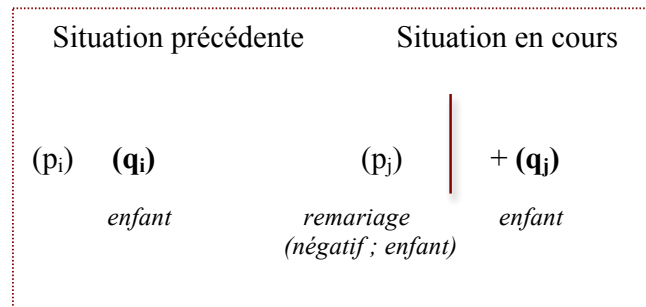 Situation précédente Situation en cours
(pi) (qi) (pj) + (qj)
enfant remariage enfant
(négatif ; enfant)